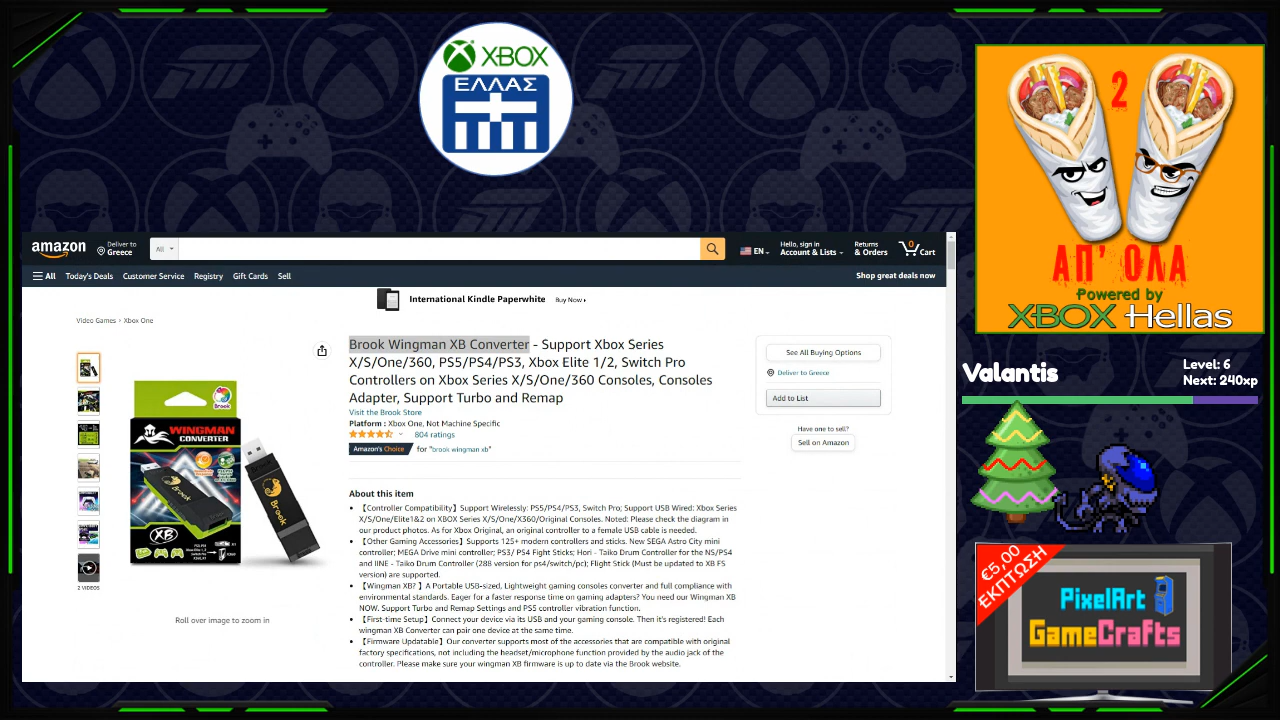 XBOX
ΕΛΛΑΣ
2
ΑΠ' ΟΛΑ
Powered by
XBOX Hellas
amazon
Deliver to
Greece
All
EN
Hello, sign in
Account & Lists
Returns
& Orders
0
Cart
All
Today's Deals
Customer Service
Registry
Gift Cards
Sell
Shop great deals now
International Kindle Paperwhite
Buy Now
Video Games › Xbox One
Brook Wingman XB Converter - Support Xbox Series
X/S/One/360, PS5/PS4/PS3, Xbox Elite 1/2, Switch Pro
Controllers on Xbox Series X/S/One/360 Consoles, Consoles
Adapter, Support Turbo and Remap
Visit the Brook Store
Platform : Xbox One, Not Machine Specific
804 ratings
Amazon's Choice for "brook wingman xb"
About this item
• 【Controller Compatibility】Support Wirelessly: PS5/PS4/PS3, Switch Pro; Support USB Wired: Xbox Series
X/S/One/Elite1&2 on XBOX Series X/S/One/X360/Original Consoles. Noted: Please check the diagram in
our product photos. As for Xbox Original, an original controller to a female USB cable is needed.
• 【Other Gaming Accessories】Supports 125+ modern controllers and sticks. New SEGA Astro City mini
controller; MEGA Drive mini controller; PS3/ PS4 Fight Sticks; Hori - Taiko Drum Controller for the NS/PS4
and IINE - Taiko Drum Controller (288 version for ps4/switch/pc); Flight Stick (Must be updated to XB FS
version) are supported.
• 【Wingman XB? 】A Portable USB-sized, Lightweight gaming consoles converter and full compliance with
environmental standards. Eager for a faster response time on gaming adapters? You need our Wingman XB
NOW. Support Turbo and Remap Settings and PS5 controller vibration function.
• 【First-time Setup】Connect your device via its USB and your gaming console. Then it's registered! Each
wingman XB Converter can pair one device at the same time.
• 【Firmware Updatable】Our converter supports most of the accessories that are compatible with original
factory specifications, not including the headset/microphone function provided by the audio jack of the
controller. Please make sure your wingman XB firmware is up to date via the Brook website.
See All Buying Options
Deliver to Greece
Add to List
Have one to sell?
Sell on Amazon
Brook
WINGMAN
CONVERTER
Brook
XB
Brook
2 VIDEOS
Roll over image to zoom in
Valantis
Level: 6
Next: 240xp
€5,00
ΕΚΠΤΩΣΗ
PixelArt
GameCrafts